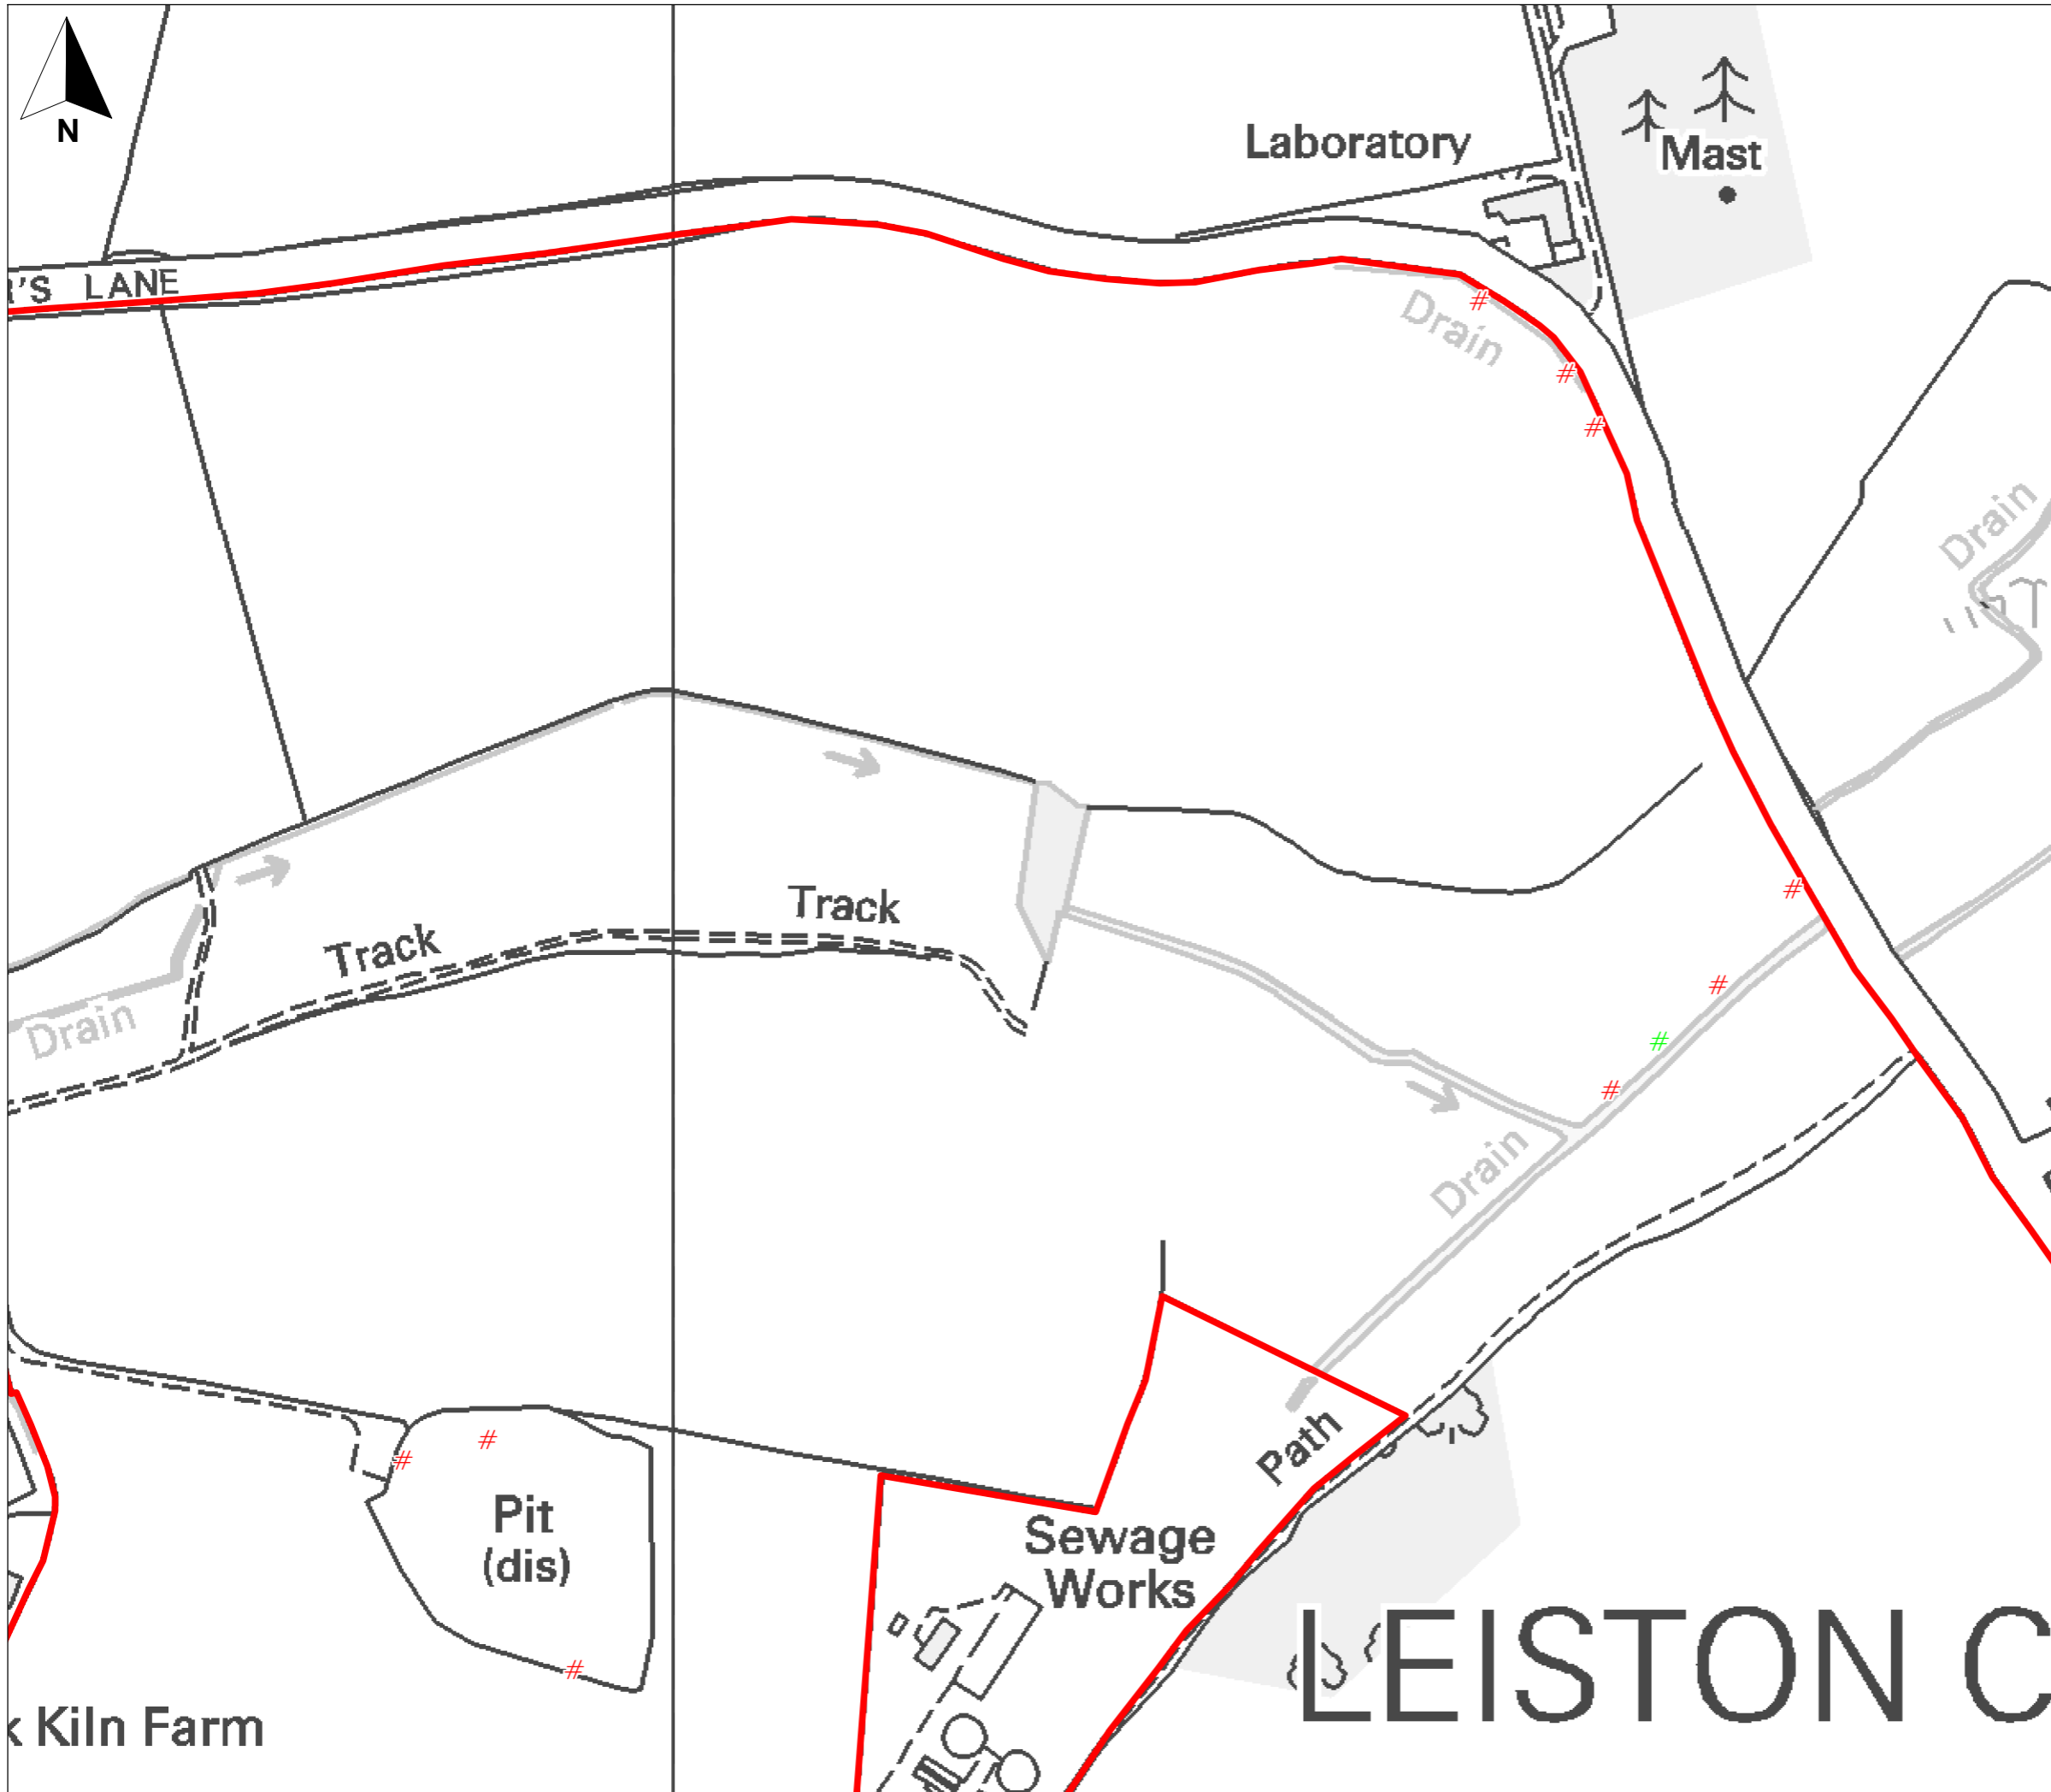 N
Laboratory
Mast
R'S LANE
Drain
Drain
Track
Track
Drain
Drain
Path
Pit
(dis)
Sewage
Works
LEISTON C
k Kiln Farm
#
#
#
#
#
#
#
#
#
#